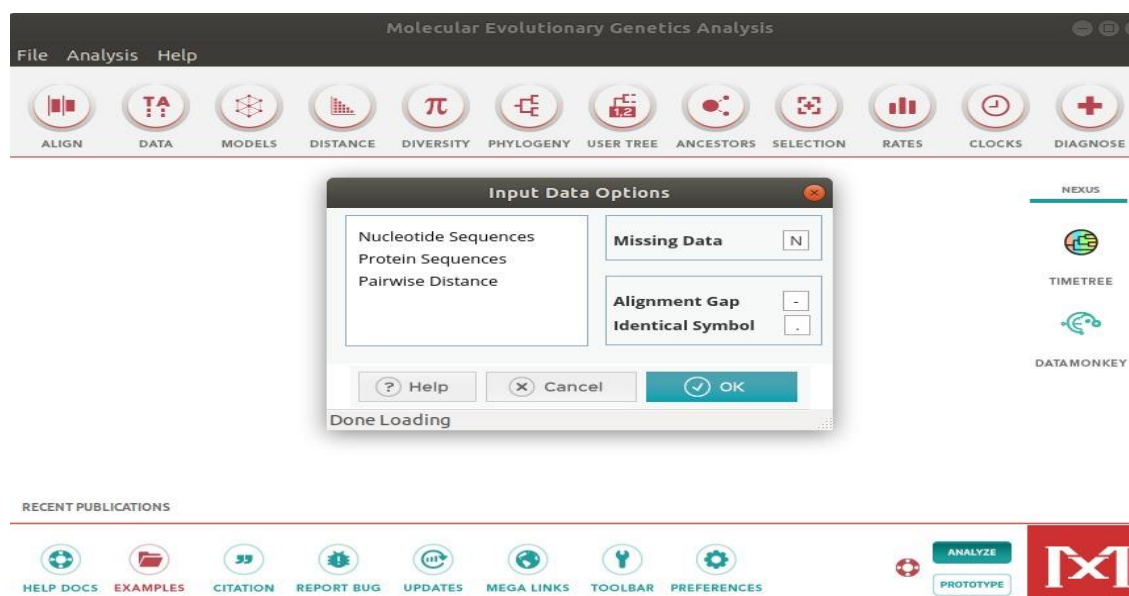 Molecular Evolutionary Genetics Analysis
File Analysis Help
TA
π
1,2
ALIGN DATA MODELS DISTANCE DIVERSITY PHYLOGENY USER TREE ANCESTORS SELECTION RATES CLOCKS DIAGNOSE
Input Data Options
Nucleotide Sequences
Protein Sequences
Pairwise Distance
Missing Data N
Alignment Gap -
Identical Symbol .
? Help Cancel OK
Done Loading
NEXUS
TIMETREE
DATAMONKEY
RECENT PUBLICATIONS
HELP DOCS EXAMPLES CITATION REPORT BUG UPDATES MEGA LINKS TOOLBAR PREFERENCES
ANALYZE
PROTOTYPE
M